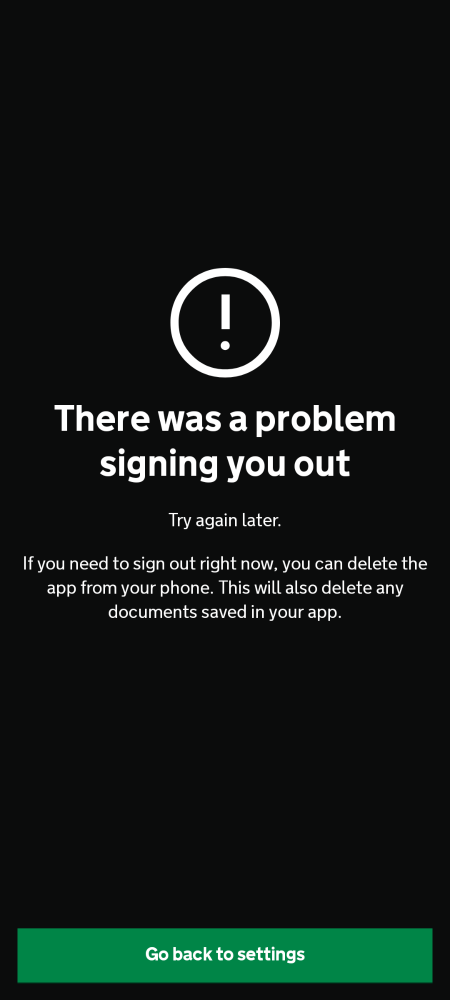 There was a problem
signing you out
Try again later.
If you need to sign out right now, you can delete the
app from your phone. This will also delete any
documents saved in your app.
Go back to settings